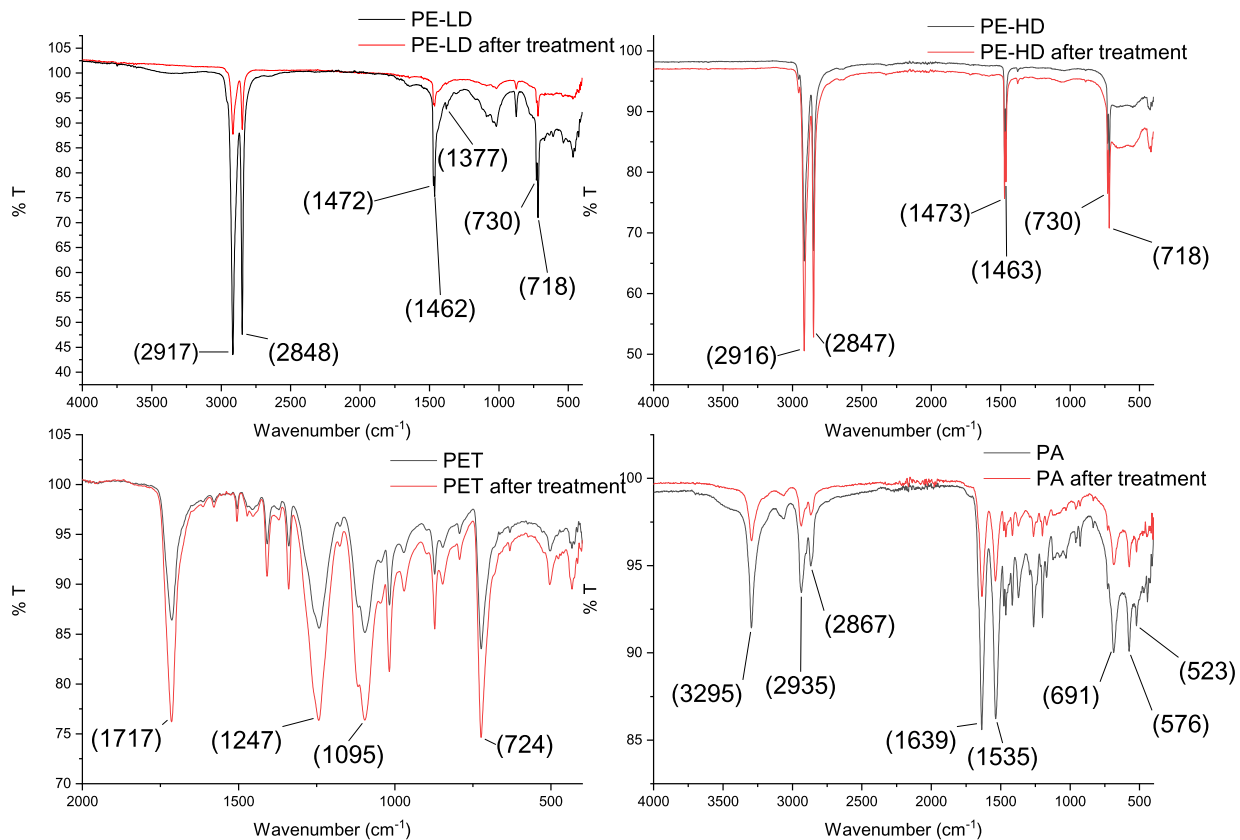 PE-LD
PE-LD after treatment
105
100
95
90
85
80
75
70
65
60
55
50
45
40
% T
(1377)
(1472)
(730)
(718)
(1462)
(2917)
(2848)
4000 3500 3000 2500 2000 1500 1000 500
Wavenumber (cm-1)
PE-HD
PE-HD after treatment
100
90
80
70
60
50
% T
(1473)
(730)
(718)
(1463)
(2916)
(2847)
4000 3500 3000 2500 2000 1500 1000 500
Wavenumber (cm-1)
PET
PET after treatment
105
100
95
90
85
80
75
70
% T
(1717)
(1247)
(1095)
(724)
2000 1500 1000 500
Wavenumber (cm-1)
PA
PA after treatment
100
95
90
85
% T
(2867)
(2935)
(3295)
(523)
(691)
(576)
(1639)
(1535)
4000 3500 3000 2500 2000 1500 1000 500
Wavenumber (cm-1)